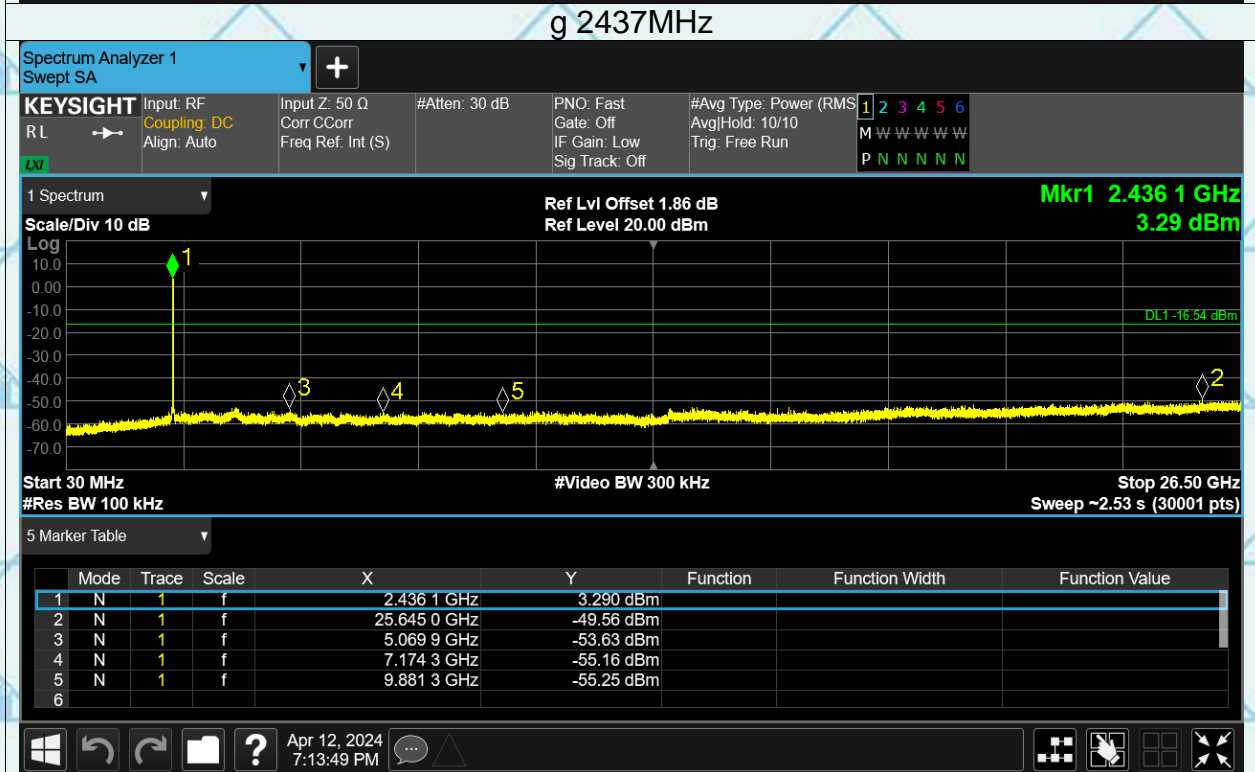 g 2437MHz
Spectrum Analyzer 1
Swept SA
KEYSIGHT
R L
LXI
Input: RF
Coupling: DC
Align: Auto
Input Z: 50 Ω
Corr CCorr
Freq Ref: Int (S)
#Atten: 30 dB
PNO: Fast
Gate: Off
IF Gain: Low
Sig Track: Off
#Avg Type: Power (RMS
Avg|Hold: 10/10
Trig: Free Run
1 2 3 4 5 6
M W W W W W
P N N N N N
1 Spectrum
Scale/Div 10 dB
Ref Lvl Offset 1.86 dB
Ref Level 20.00 dBm
Mkr1 2.436 1 GHz
3.29 dBm
Log
10.0
0.00
-10.0
-20.0
-30.0
-40.0
-50.0
-60.0
-70.0
1
DL1 -16.54 dBm
3
4
5
2
Start 30 MHz
#Video BW 300 kHz
Stop 26.50 GHz
#Res BW 100 kHz
Sweep ~2.53 s (30001 pts)
5 Marker Table
Mode Trace Scale X Y Function Function Width Function Value
1 N 1 f 2.436 1 GHz 3.290 dBm
2 N 1 f 25.645 0 GHz -49.56 dBm
3 N 1 f 5.069 9 GHz -53.63 dBm
4 N 1 f 7.174 3 GHz -55.16 dBm
5 N 1 f 9.881 3 GHz -55.25 dBm
6
?
Apr 12, 2024
7:13:49 PM